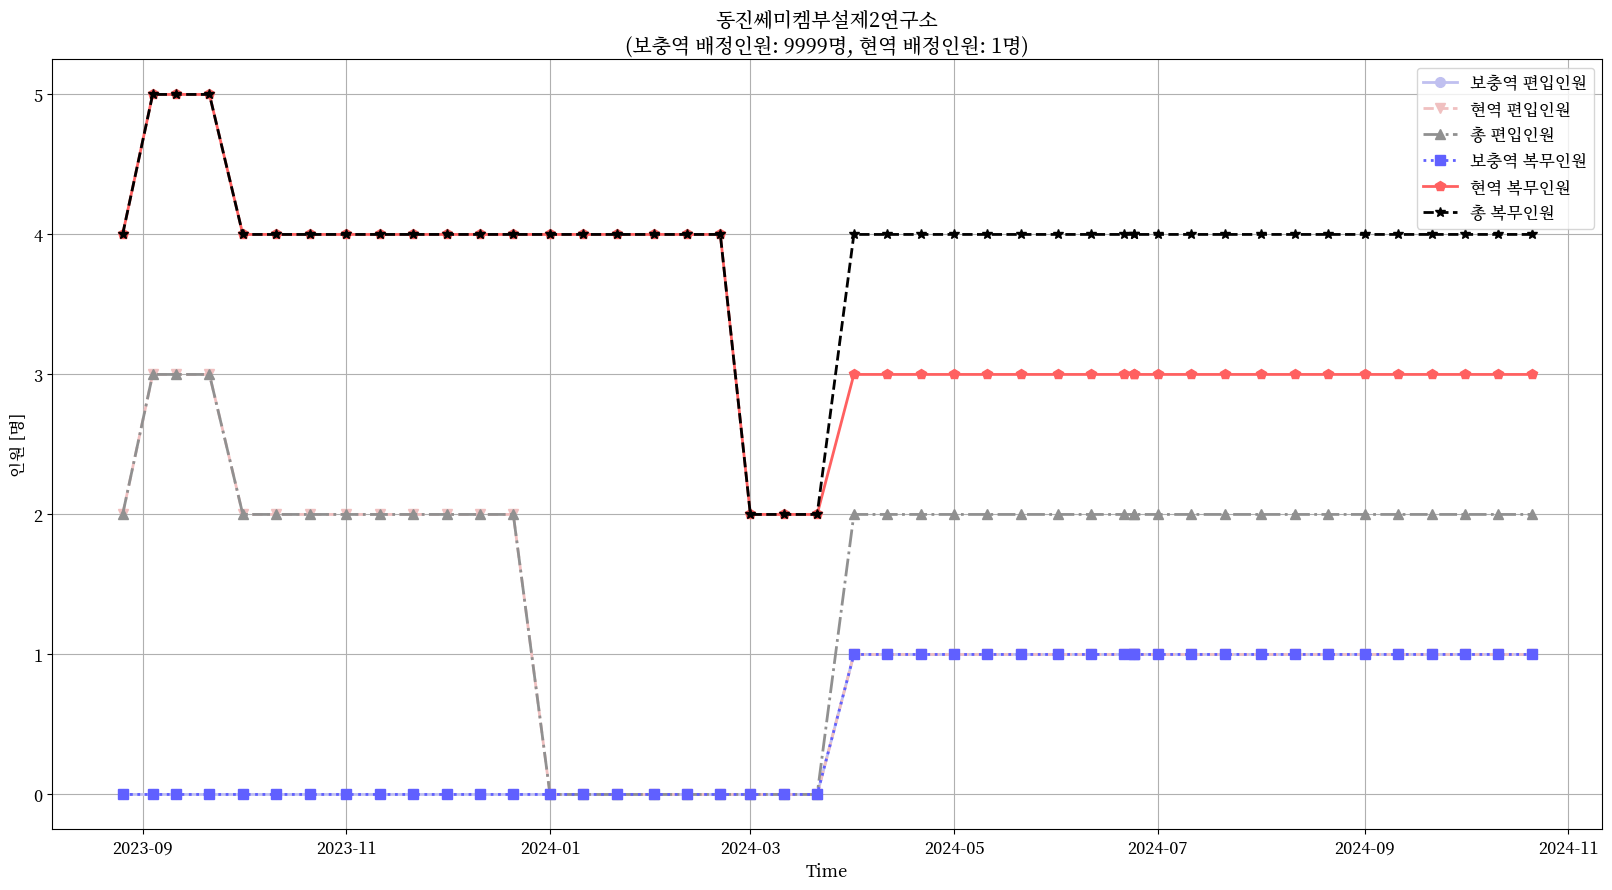 동진쎄미켐부설제2연구소
(보충역 배정인원: 9999명, 현역 배정인원: 1명)
보충역 편입인원
현역 편입인원
총 편입인원
보충역 복무인원
현역 복무인원
총 복무인원
인원 [명]
5
4
3
2
1
0
2023-09
2023-11
2024-01
2024-03
2024-05
2024-07
2024-09
2024-11
Time